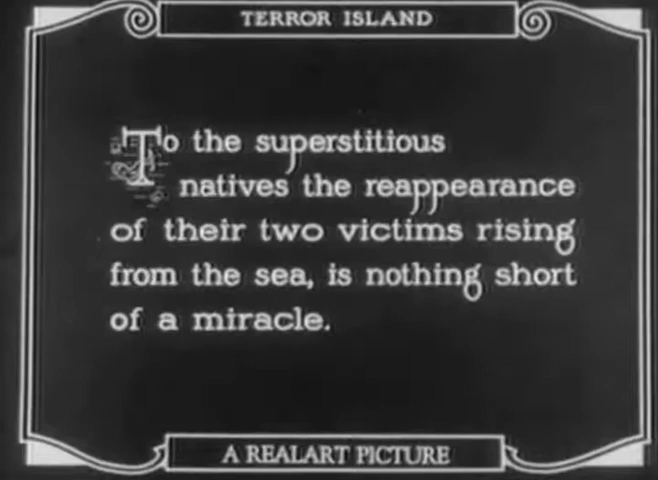 TERROR ISLAND
To the superstitious
natives the reappearance
of their two victims rising
from the sea, is nothing short
of a miracle.
A REALART PICTURE